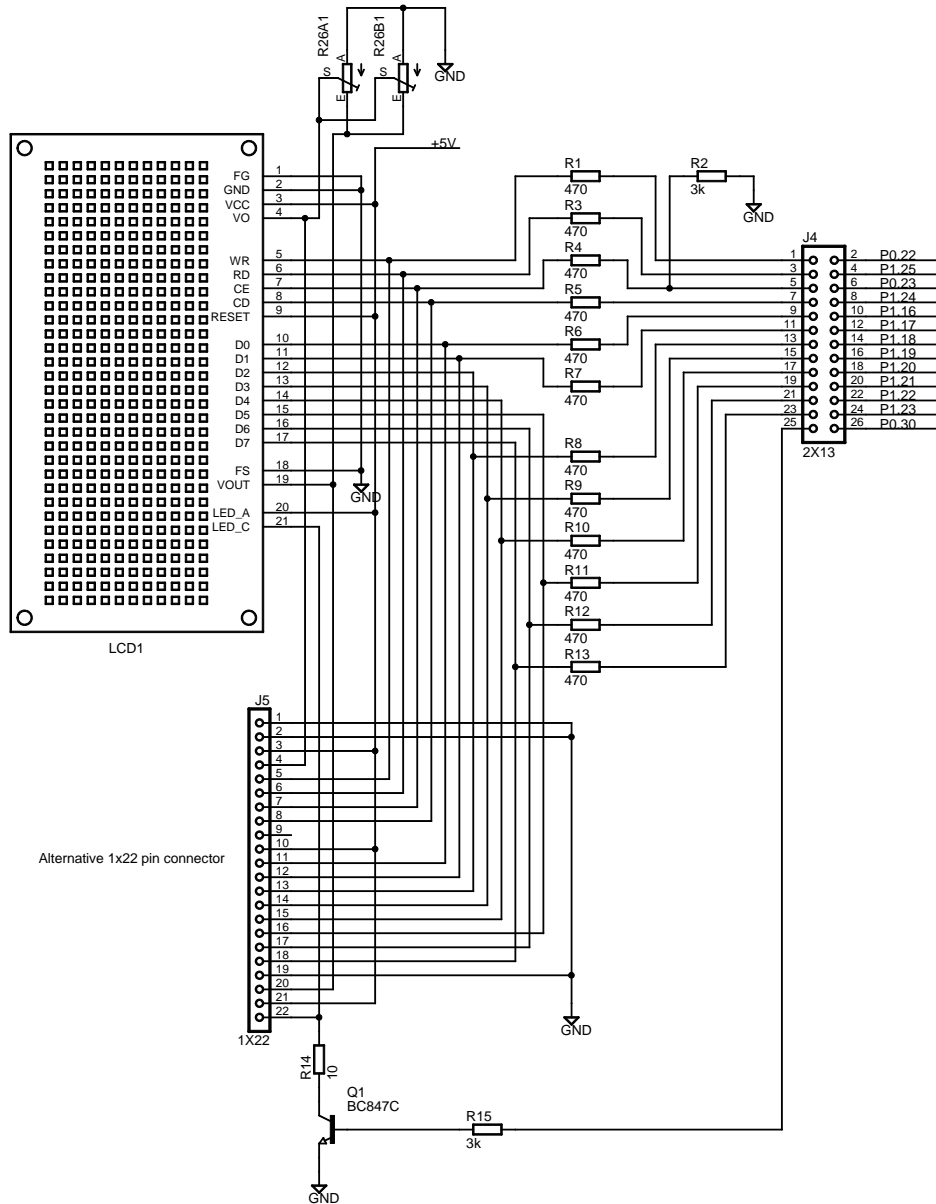 R26A1
R26B1
A
A
S
S
E
E
GND
+5V
R1
470
R2
3k
GND
R3
470
R4
470
R5
470
R6
470
R7
470
R8
470
R9
470
R10
470
R11
470
R12
470
R13
470
FG 1
GND 2
VCC 3
VO 4
WR 5
RD 6
CE 7
CD 8
RESET 9
D0 10
D1 11
D2 12
D3 13
D4 14
D5 15
D6 16
D7 17
FS 18
VOUT 19
LED_A 20
LED_C 21
GND
LCD1
J4
1 2 P0.22
3 4 P1.25
5 6 P0.23
7 8 P1.24
9 10 P1.16
11 12 P1.17
13 14 P1.18
15 16 P1.19
17 18 P1.20
19 20 P1.21
21 22 P1.22
23 24 P1.23
25 26 P0.30
2X13
J5
1
2
3
4
5
6
7
8
9
10
11
12
13
14
15
16
17
18
19
20
21
22
1X22
Alternative 1x22 pin connector
GND
R14
10
Q1
BC847C
R15
3k
GND